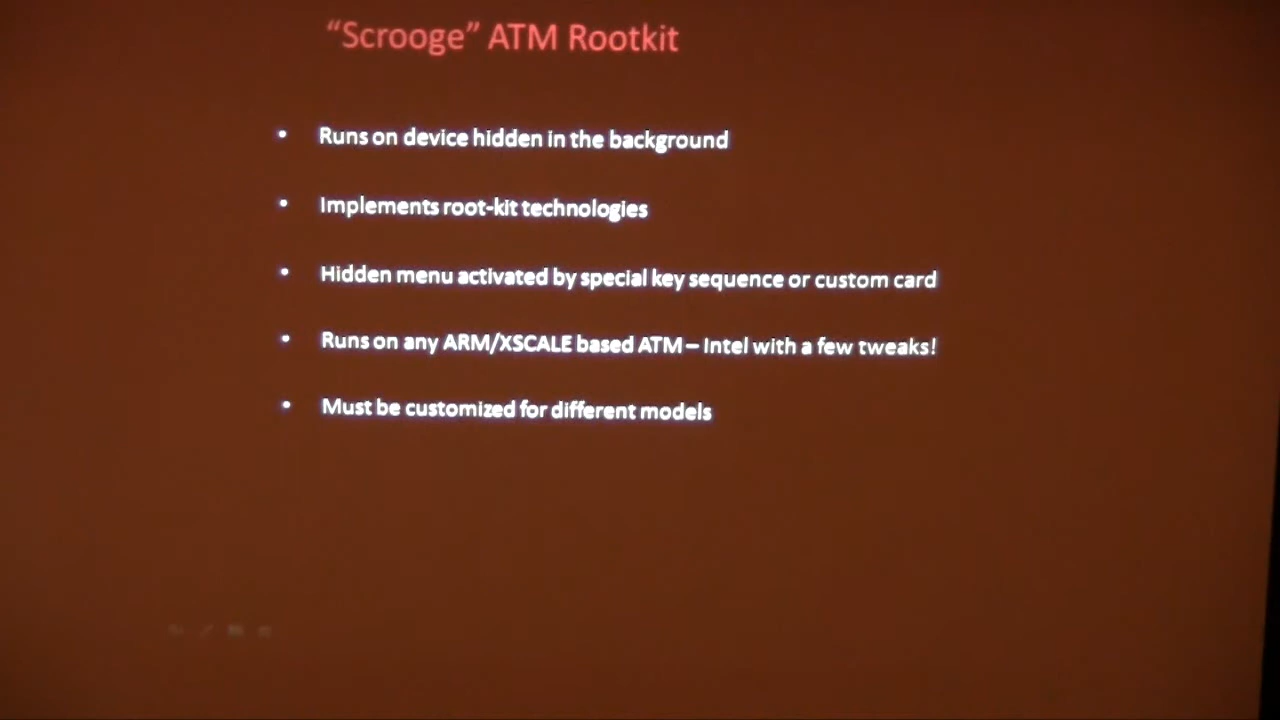 “Scrooge” ATM Rootkit
• Runs on device hidden in the background
• Implements root-kit technologies
• Hidden menu activated by special key sequence or custom card
• Runs on any ARM/XSCALE based ATM – Intel with a few tweaks!
• Must be customized for different models